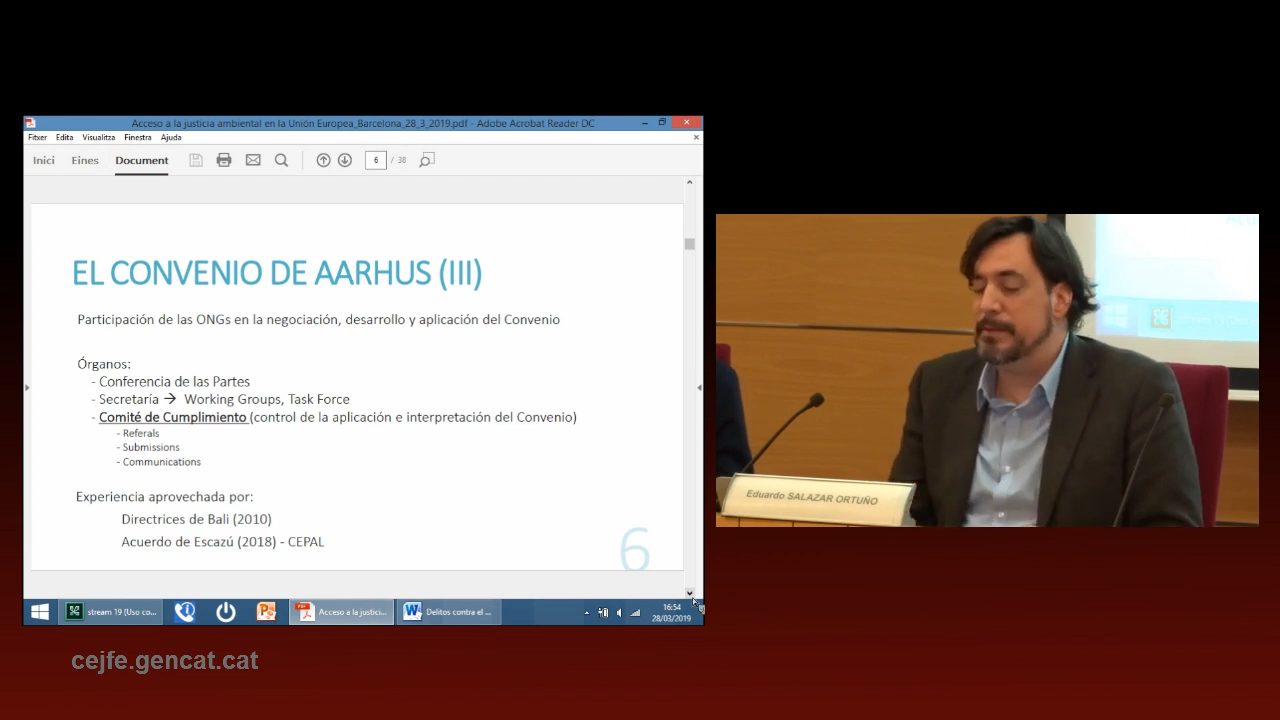 Acceso a la justicia ambiental en la Unión Europea_Barcelona_28_3_2019.pdf - Adobe Acrobat Reader DC
Fitxer Edita Visualitza Finestra Ajuda
Inici Eines Document 6 / 38
EL CONVENIO DE AARHUS (III)
Participación de las ONGs en la negociación, desarrollo y aplicación del Convenio
Órganos:
- Conferencia de las Partes
- Secretaría → Working Groups, Task Force
- Comité de Cumplimiento (control de la aplicación e interpretación del Convenio)
- Referals
- Submissions
- Communications
Experiencia aprovechada por:
Directrices de Bali (2010)
Acuerdo de Escazú (2018) - CEPAL
6
stream 19 (Uso co... Acceso a la justici... Delitos contra el ...
16:54
28/03/2019
Eduardo SALAZAR ORTUÑO
cejfe.gencat.cat